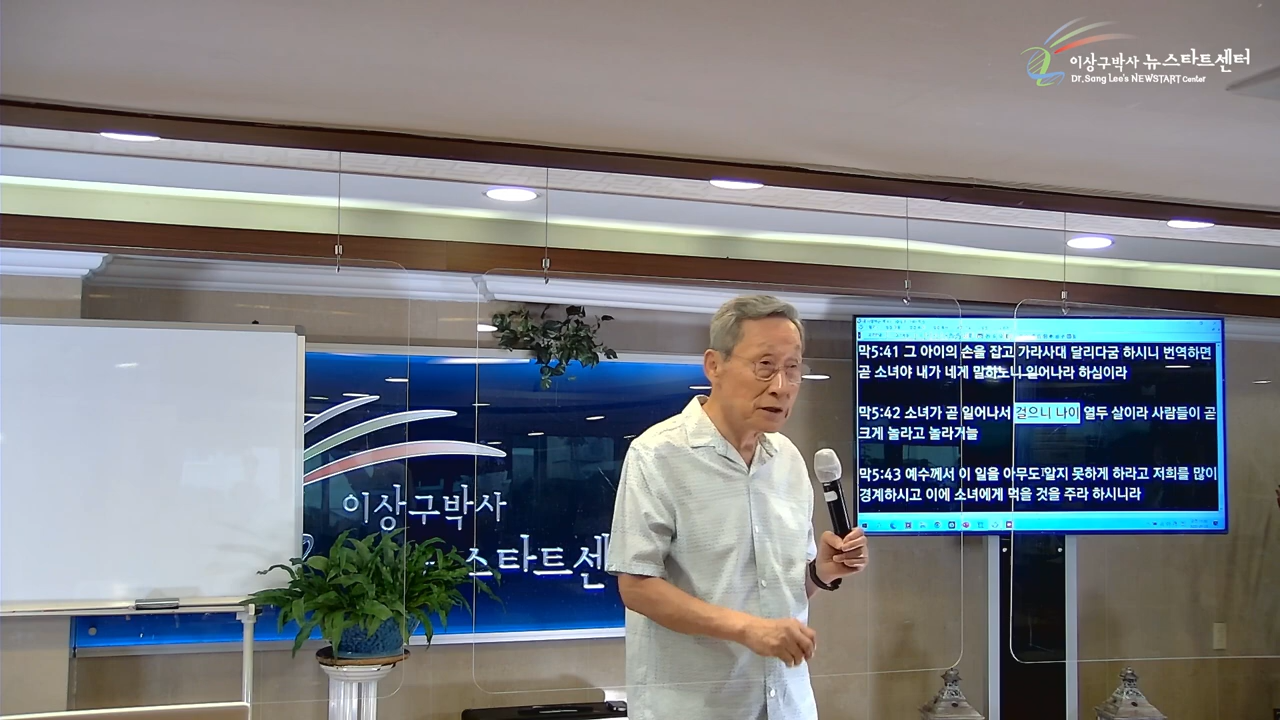 이상구박사 뉴스타트센터
Dr. Sang Lee's NEWSTART Center
막5:41 그 아이의 손을 잡고 가라사대 달리다굼 하시니 번역하면
곧 소녀야 내가 네게 말하노니 일어나라 하심이라
막5:42 소녀가 곧 일어나서 걸으니 나이 열두 살이라 사람들이 곧
크게 놀라고 놀라거늘
막5:43 예수께서 이 일을 아무도 알지 못하게 하라고 저희를 많이
경계하시고 이에 소녀에게 먹을 것을 주라 하시니라
이상구박사
스타트센